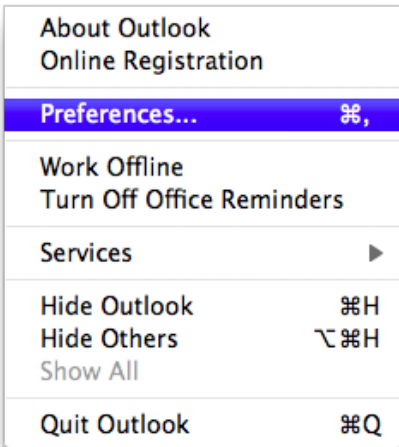 About Outlook
Online Registration
Preferences... ⌘,
Work Offline
Turn Off Office Reminders
Services ▶
Hide Outlook ⌘H
Hide Others ⌥⌘H
Show All
Quit Outlook ⌘Q